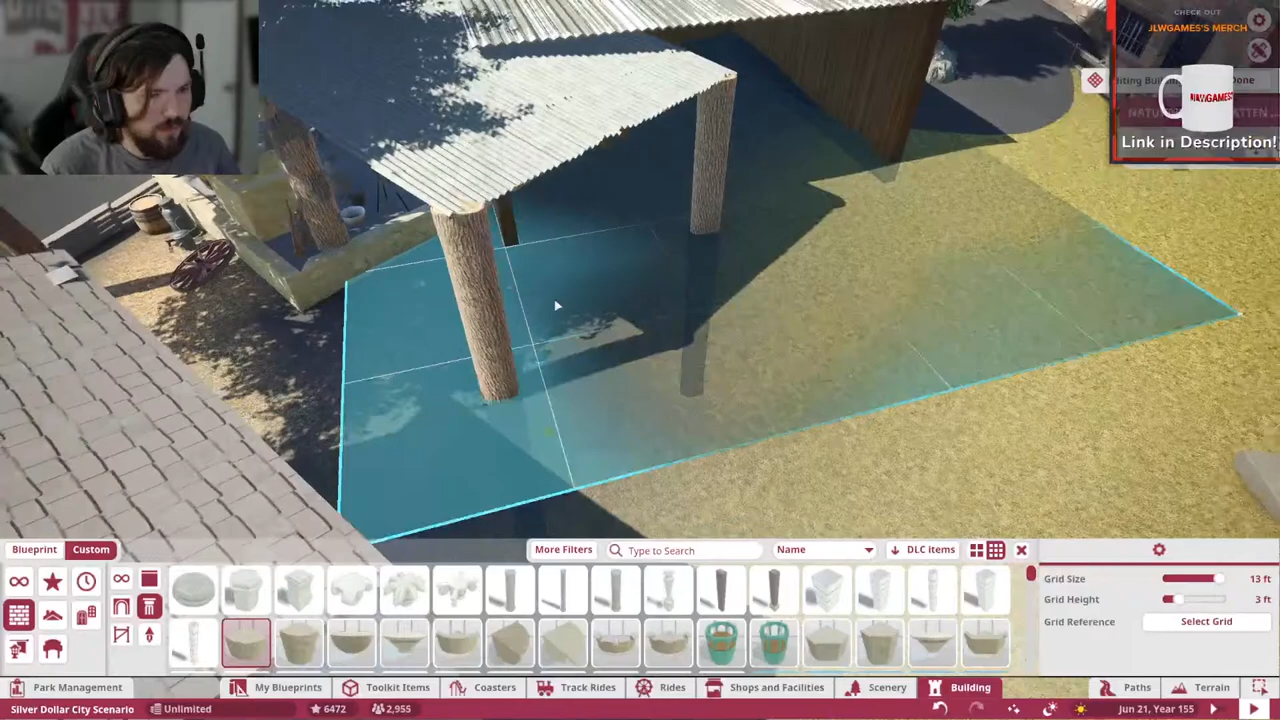 CHECK OUT
JLWGAMES'S MERCH
JLWGAMES
Link in Description!
Done
Blueprint
Custom
More Filters
Type to Search
Name
DLC Items
Grid Size
13 ft
Grid Height
3 ft
Grid Reference
Select Grid
Park Management
My Blueprints
Toolkit Items
Coasters
Track Rides
Rides
Shops and Facilities
Scenery
Building
Paths
Terrain
Silver Dollar City Scenario
Unlimited
6472
2,955
Jun 21, Year 155